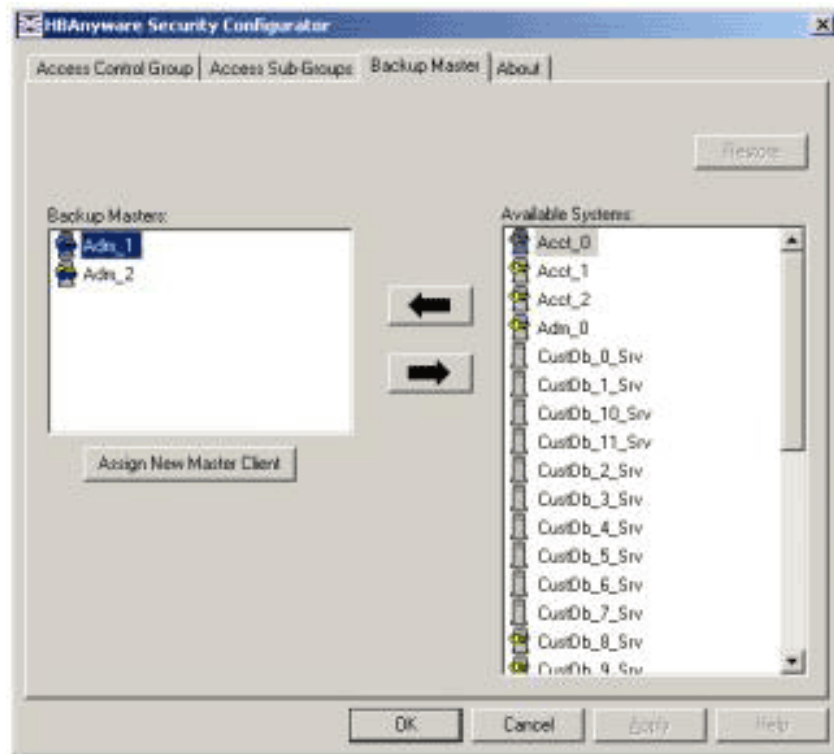 HBAnyware Security Configurator
Access Control Group Access Sub-Groups Backup Master About
Restore
Backup Masters: Available Systems:
Adm_1
Adm_2
Acct_0
Acct_1
Acct_2
Adm_0
CustDb_0_Srv
CustDb_1_Srv
CustDb_10_Srv
CustDb_11_Srv
CustDb_2_Srv
CustDb_3_Srv
CustDb_4_Srv
CustDb_5_Srv
CustDb_6_Srv
CustDb_7_Srv
CustDb_8_Srv
CustDb_9_Srv
Assign New Master Client
OK Cancel Apply Help